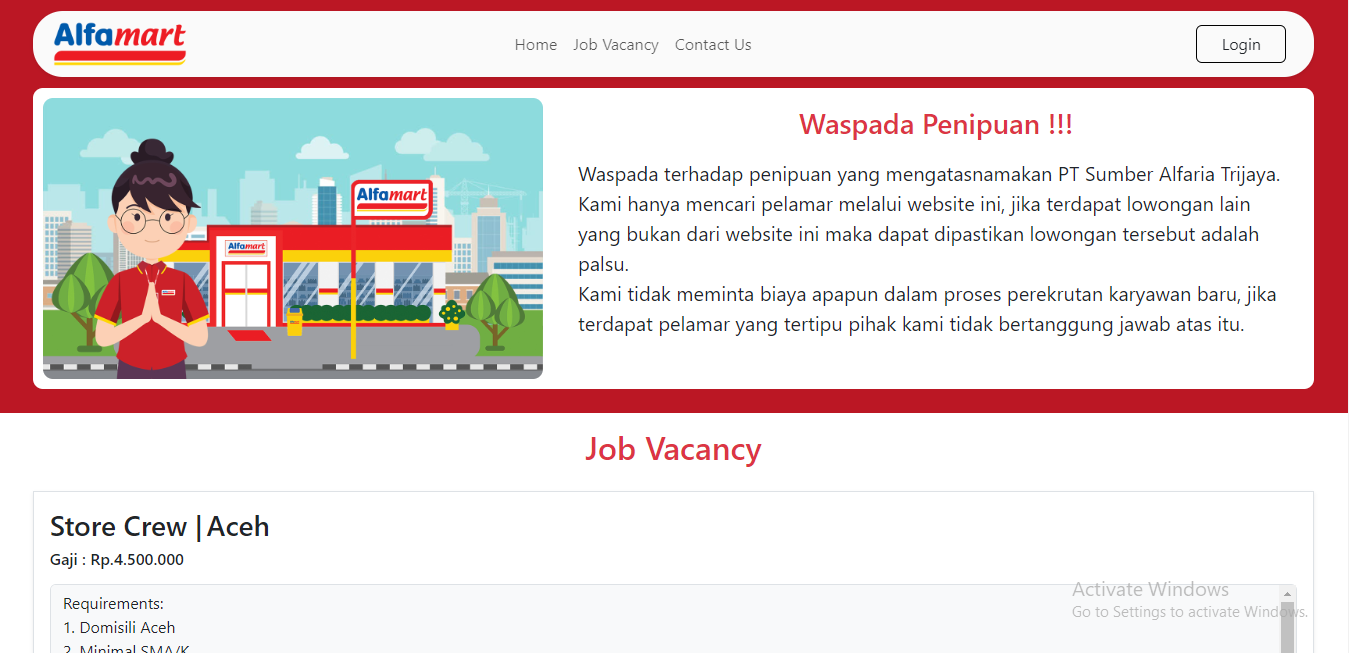 Alfamart
Home Job Vacancy Contact Us
Login
Waspada Penipuan !!!
Alfamart
Alfamart
Waspada terhadap penipuan yang mengatasnamakan PT Sumber Alfaria Trijaya.
Kami hanya mencari pelamar melalui website ini, jika terdapat lowongan lain
yang bukan dari website ini maka dapat dipastikan lowongan tersebut adalah
palsu.
Kami tidak meminta biaya apapun dalam proses perekrutan karyawan baru, jika
terdapat pelamar yang tertipu pihak kami tidak bertanggung jawab atas itu.
Job Vacancy
Store Crew | Aceh
Gaji : Rp.4.500.000
Requirements:
1. Domisili Aceh
2. Minimal SMA/K
Activate Windows
Go to Settings to activate Windows.